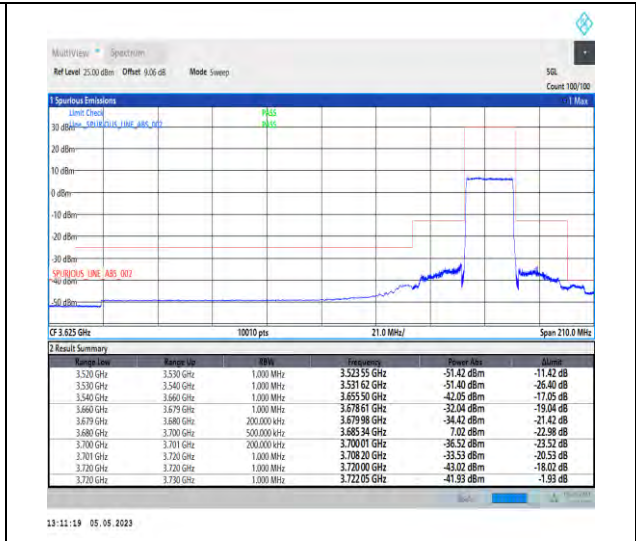 MultiView Spectrum
Ref Level 25.00 dBm Offset 9.06 dB Mode Sweep SGL
Count 100/100
1 Spurious Emissions 1 Max
Limit Check PASS
Line _SPURIOUS_LINE_ABS_002 PASS
30 dBm
20 dBm
10 dBm
0 dBm
-10 dBm
-20 dBm
-30 dBm
SPURIOUS_LINE_ABS_002
-40 dBm
-50 dBm
CF 3.625 GHz 10010 pts 21.0 MHz/ Span 210.0 MHz
2 Result Summary
Range Low Range Up RBW Frequency Power Abs ΔLimit
3.520 GHz 3.530 GHz 1.000 MHz 3.523 55 GHz -51.42 dBm -11.42 dB
3.530 GHz 3.540 GHz 1.000 MHz 3.531 62 GHz -51.40 dBm -26.40 dB
3.540 GHz 3.660 GHz 1.000 MHz 3.655 50 GHz -42.05 dBm -17.05 dB
3.660 GHz 3.679 GHz 1.000 MHz 3.678 61 GHz -32.04 dBm -19.04 dB
3.679 GHz 3.680 GHz 200.000 kHz 3.679 98 GHz -34.42 dBm -21.42 dB
3.680 GHz 3.700 GHz 500.000 kHz 3.685 34 GHz 7.02 dBm -22.98 dB
3.700 GHz 3.701 GHz 200.000 kHz 3.700 01 GHz -36.52 dBm -23.52 dB
3.701 GHz 3.720 GHz 1.000 MHz 3.708 20 GHz -33.53 dBm -20.53 dB
3.720 GHz 3.720 GHz 1.000 MHz 3.720 00 GHz -43.02 dBm -18.02 dB
3.720 GHz 3.730 GHz 1.000 MHz 3.722 05 GHz -41.93 dBm -1.93 dB
13:11:19 05.05.2023